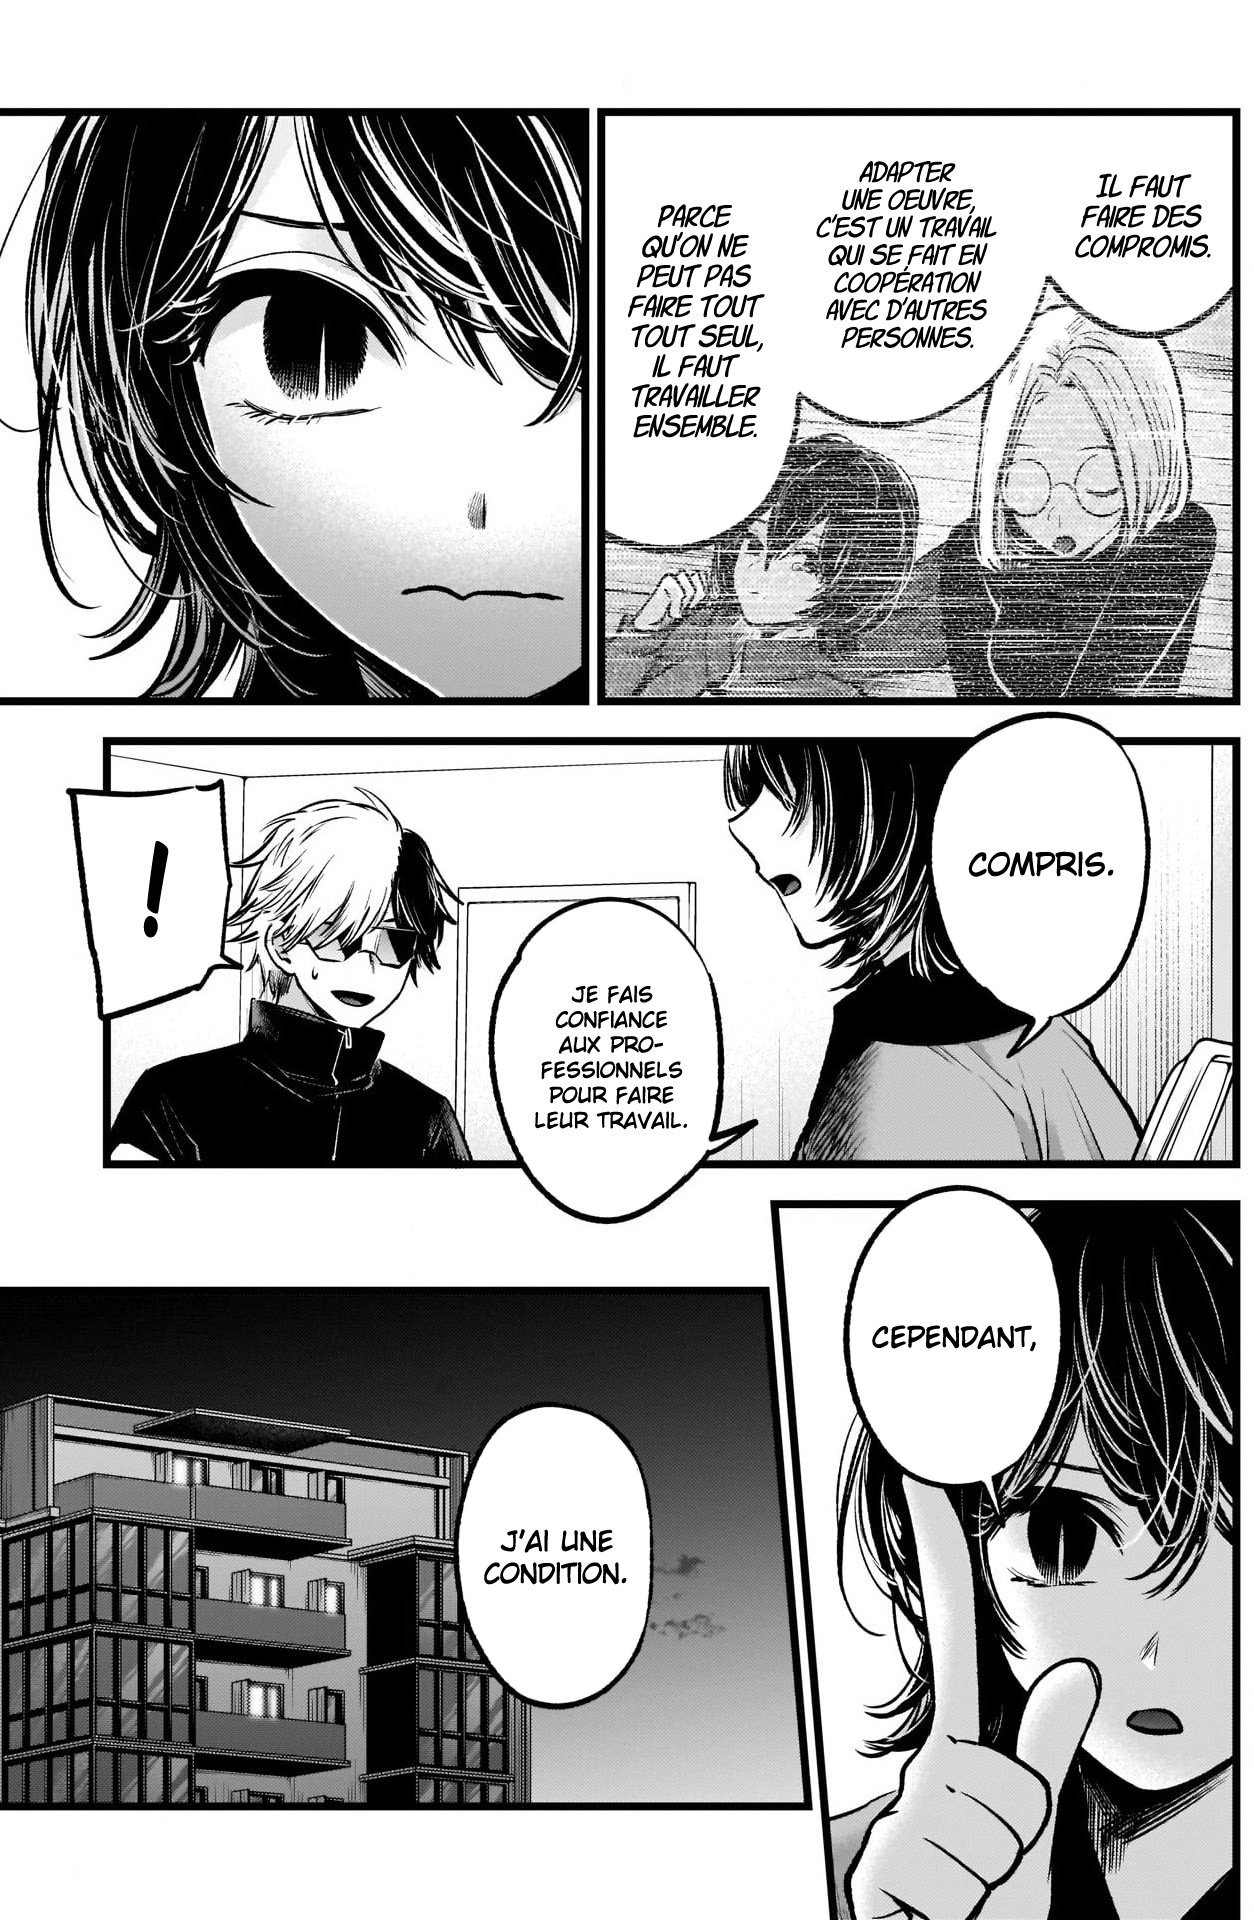 IL FAUT
FAIRE DES
COMPROMIS.
ADAPTER
UNE OEUVRE,
C'EST UN TRAVAIL
QUI SE FAIT EN
COOPÉRATION
AVEC D'AUTRES
PERSONNES.
PARCE
QU'ON NE
PEUT PAS
FAIRE TOUT
TOUT SEUL,
IL FAUT
TRAVAILLER
ENSEMBLE.
COMPRIS.
JE FAIS
CONFIANCE
AUX PRO-
FESSIONNELS
POUR FAIRE
LEUR TRAVAIL.
!
CEPENDANT,
J'AI UNE
CONDITION.